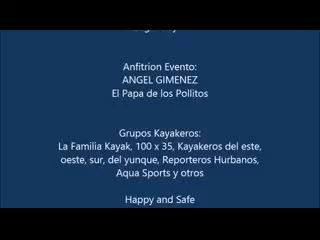 Anfitrion Evento:
ANGEL GIMENEZ
El Papa de los Pollitos
Grupos Kayakeros:
La Familia Kayak, 100 x 35, Kayakeros del este,
oeste, sur, del yunque, Reporteros Hurbanos,
Aqua Sports y otros
Happy and Safe